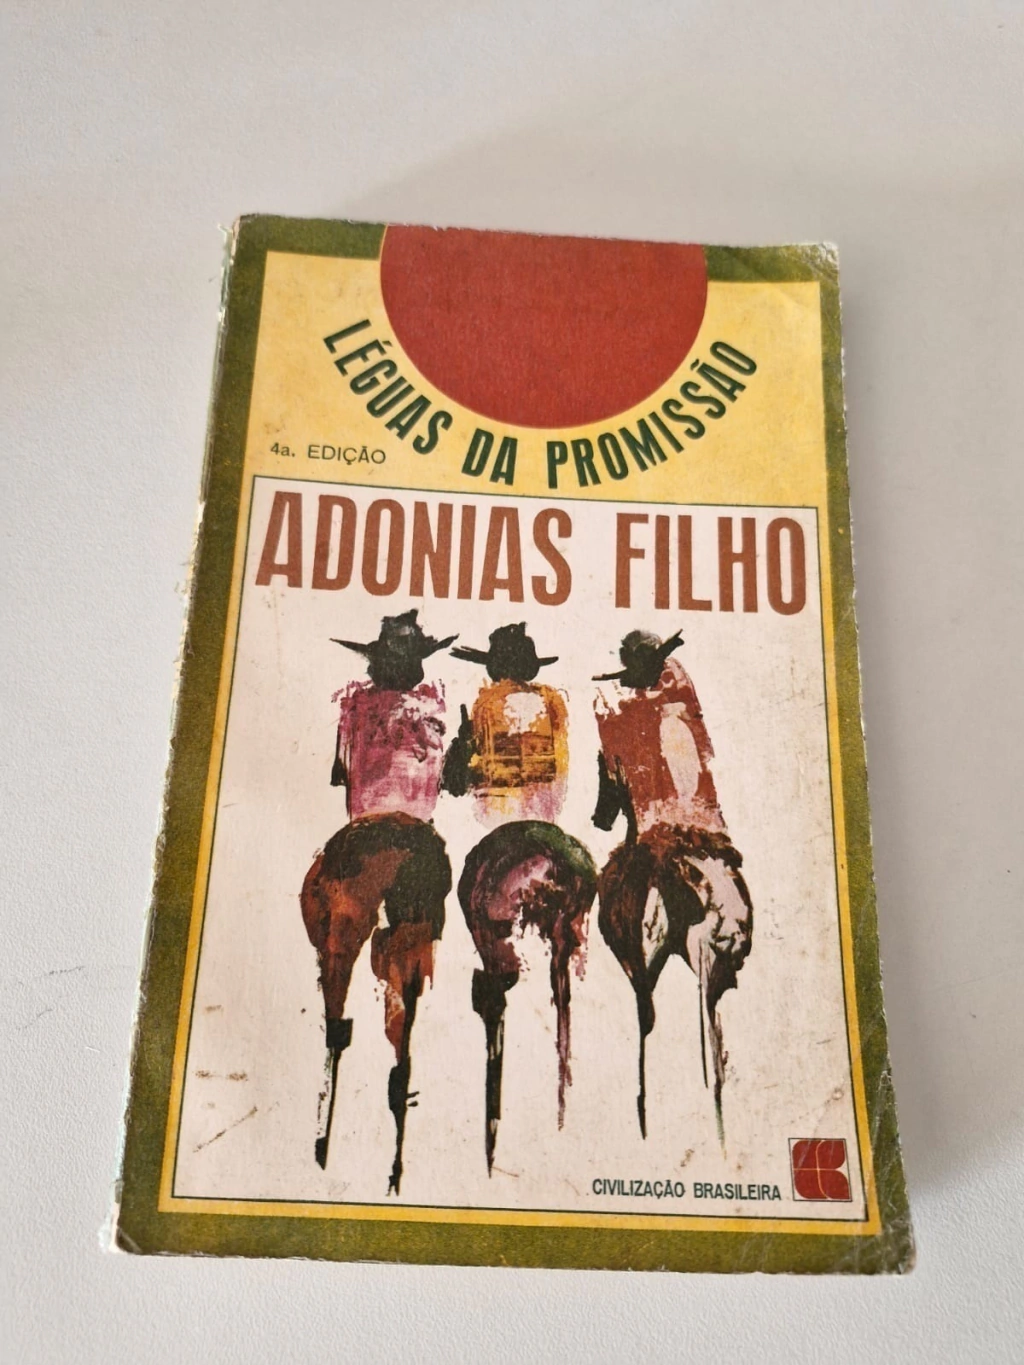 LÉGUAS DA PROMISSÃO
4a. EDIÇÃO
ADONIAS FILHO
CIVILIZAÇÃO BRASILEIRA